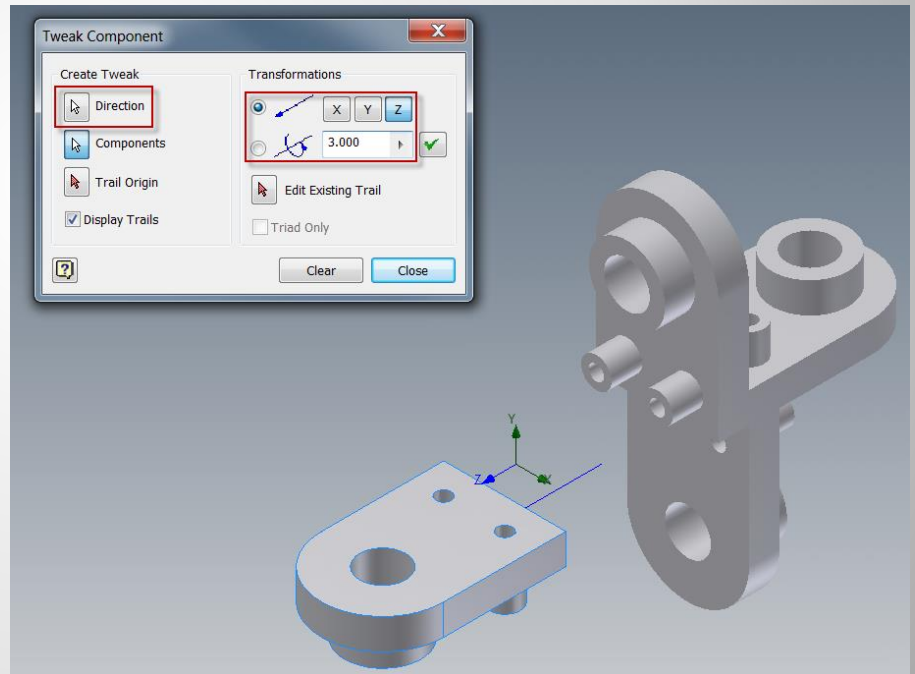 Tweak Component
Create Tweak
Direction
Components
Trail Origin
Display Trails
Transformations
X Y Z
3.000
Edit Existing Trail
Triad Only
?
Clear Close
Y
Z X